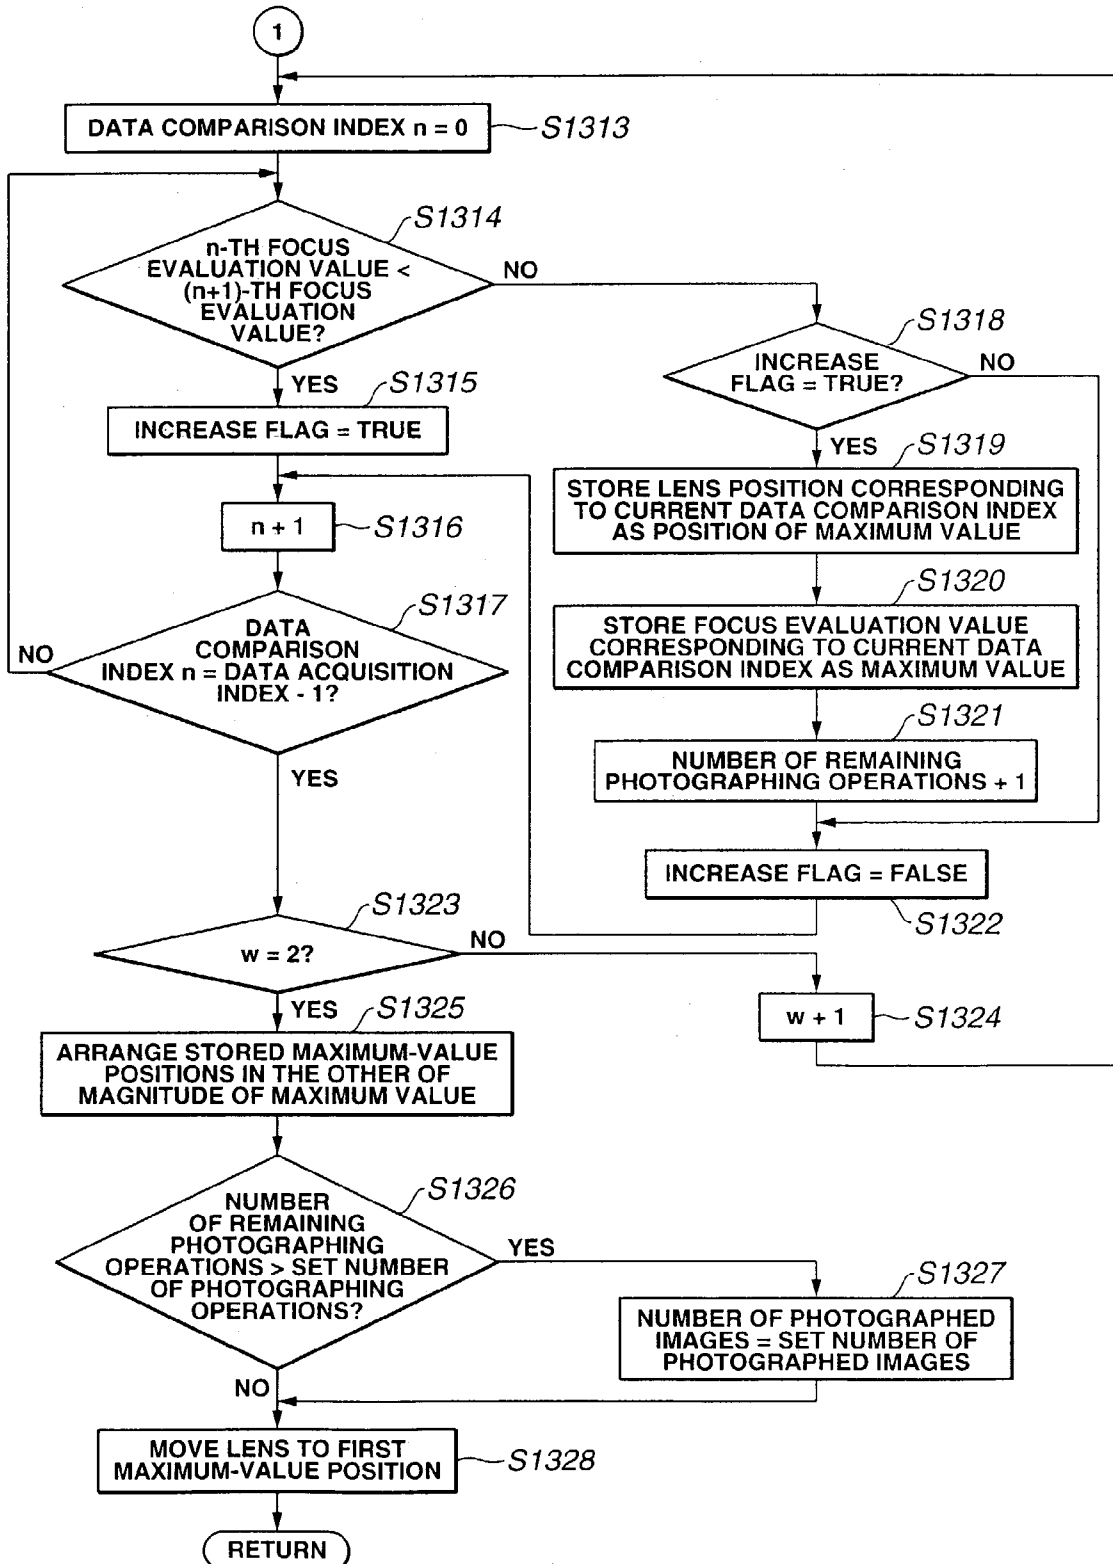 1
DATA COMPARISON INDEX n = 0
S1313
S1314
n-TH FOCUS
EVALUATION VALUE <
(n+1)-TH FOCUS
EVALUATION
VALUE?
NO
YES
S1315
INCREASE FLAG = TRUE
n + 1
S1316
S1317
DATA
COMPARISON
INDEX n = DATA ACQUISITION
INDEX - 1?
NO
YES
S1318
INCREASE
FLAG = TRUE?
NO
YES
S1319
STORE LENS POSITION CORRESPONDING
TO CURRENT DATA COMPARISON INDEX
AS POSITION OF MAXIMUM VALUE
S1320
STORE FOCUS EVALUATION VALUE
CORRESPONDING TO CURRENT DATA
COMPARISON INDEX AS MAXIMUM VALUE
S1321
NUMBER OF REMAINING
PHOTOGRAPHING OPERATIONS + 1
INCREASE FLAG = FALSE
S1322
S1323
w = 2?
NO
YES
w + 1
S1324
S1325
ARRANGE STORED MAXIMUM-VALUE
POSITIONS IN THE OTHER OF
MAGNITUDE OF MAXIMUM VALUE
S1326
NUMBER
OF REMAINING
PHOTOGRAPHING
OPERATIONS > SET NUMBER
OF PHOTOGRAPHING
OPERATIONS?
YES
NO
S1327
NUMBER OF PHOTOGRAPHED
IMAGES = SET NUMBER OF
PHOTOGRAPHED IMAGES
MOVE LENS TO FIRST
MAXIMUM-VALUE POSITION
S1328
RETURN